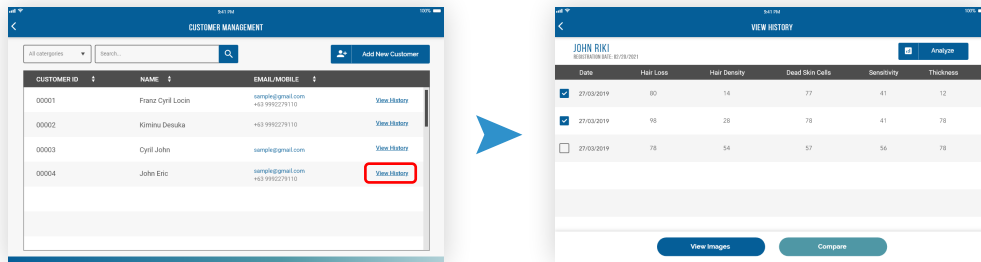 9:41 PM 100%
CUSTOMER MANAGEMENT
All catergories Search... Add New Customer
CUSTOMER ID NAME EMAIL/MOBILE
00001 Franz Cyril Locin sample@gmail.com View History
+63 9992279110
00002 Kiminu Desuka +63 9992279110 View History
00003 Cyril John sample@gmail.com View History
00004 John Eric sample@gmail.com View History
+63 9992279110
9:41 PM 100%
VIEW HISTORY
JOHN RIKI
REGISTRATION DATE: 02/28/2021
Analyze
Date Hair Loss Hair Density Dead Skin Cells Sensitivity Thickness
27/03/2019 80 14 77 41 12
27/03/2019 98 28 78 41 78
27/03/2019 78 54 57 56 78
View Images Compare